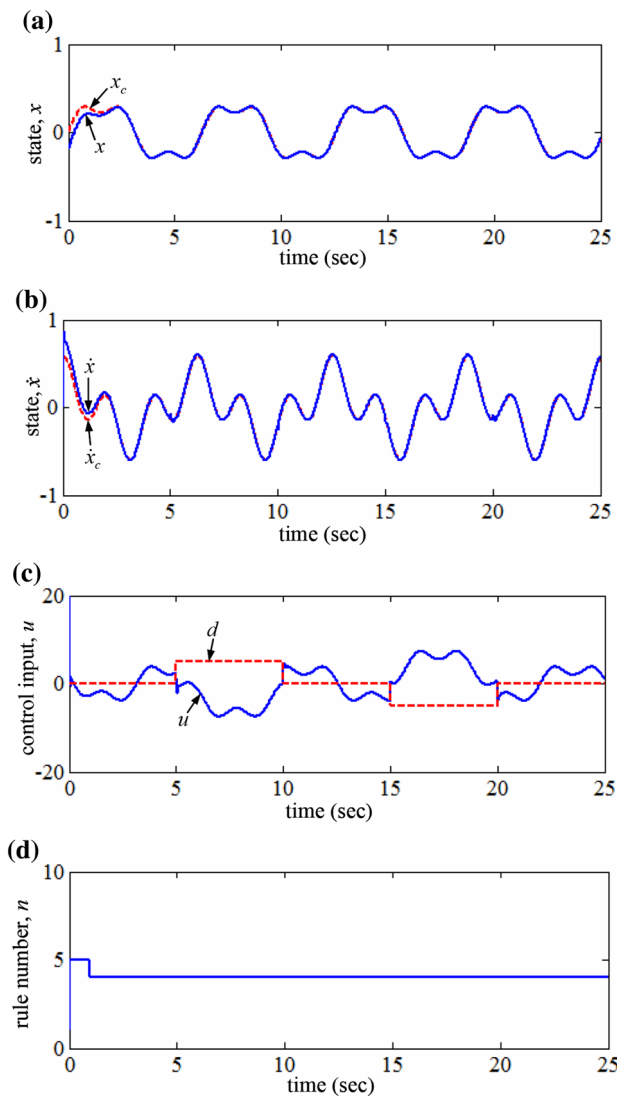 (a)
1
0
-1
state, x
x_c
x
0 5 10 15 20 25
time (sec)
(b)
1
0
-1
state, ẋ
ẋ
ẋ_c
0 5 10 15 20 25
time (sec)
(c)
20
0
-20
control input, u
d
u
0 5 10 15 20 25
time (sec)
(d)
10
5
0
rule number, n
0 5 10 15 20 25
time (sec)